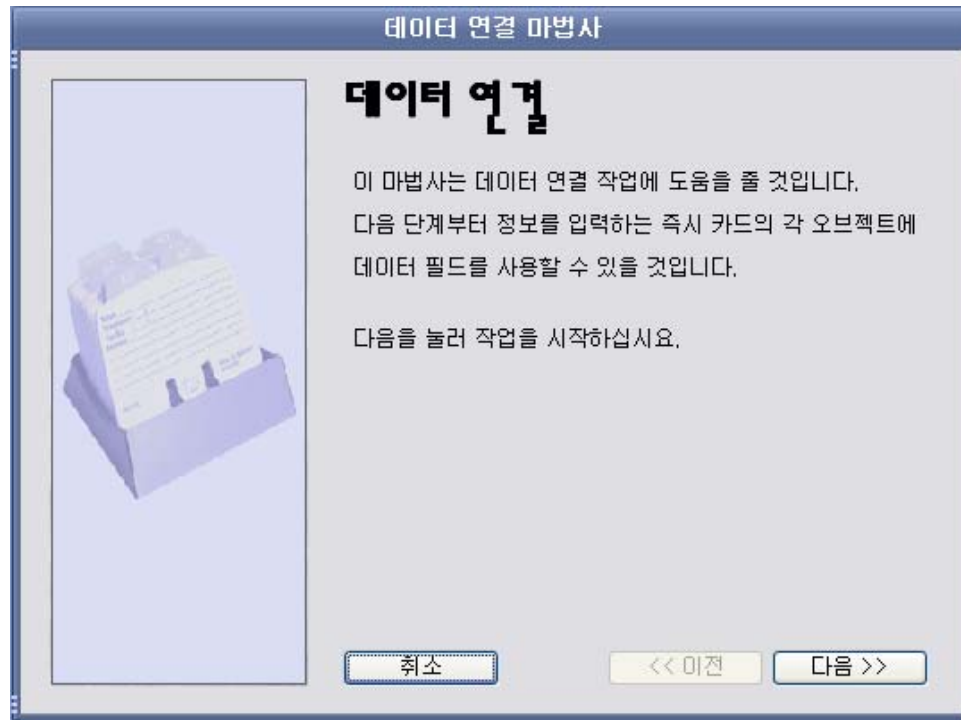 데이터 연결 마법사
데이터 연결
이 마법사는 데이터 연결 작업에 도움을 줄 것입니다.
다음 단계부터 정보를 입력하는 즉시 카드의 각 오브젝트에
데이터 필드를 사용할 수 있을 것입니다.
다음을 눌러 작업을 시작하십시요.
취소
<< 이전
다음 >>